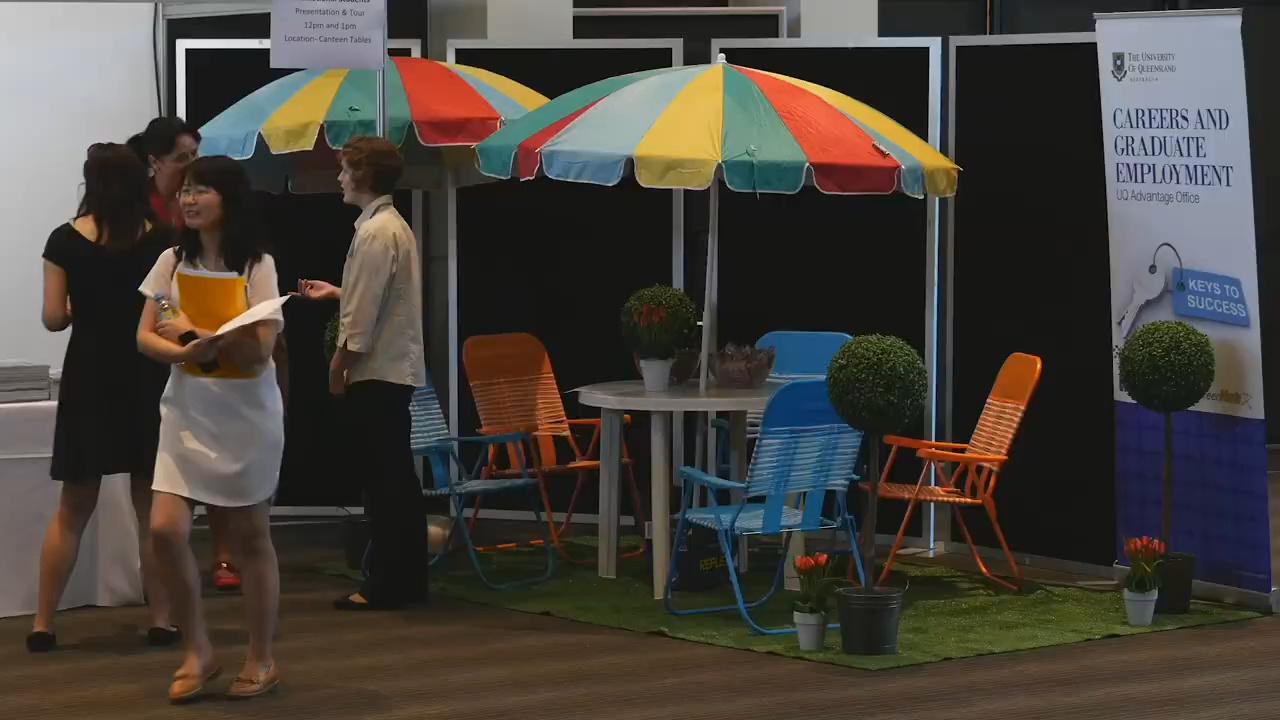 Presentation & Tour
12pm and 1pm
Location- Canteen Tables
THE UNIVERSITY
OF QUEENSLAND
AUSTRALIA
CAREERS AND
GRADUATE
EMPLOYMENT
UQ Advantage Office
KEYS TO
SUCCESS